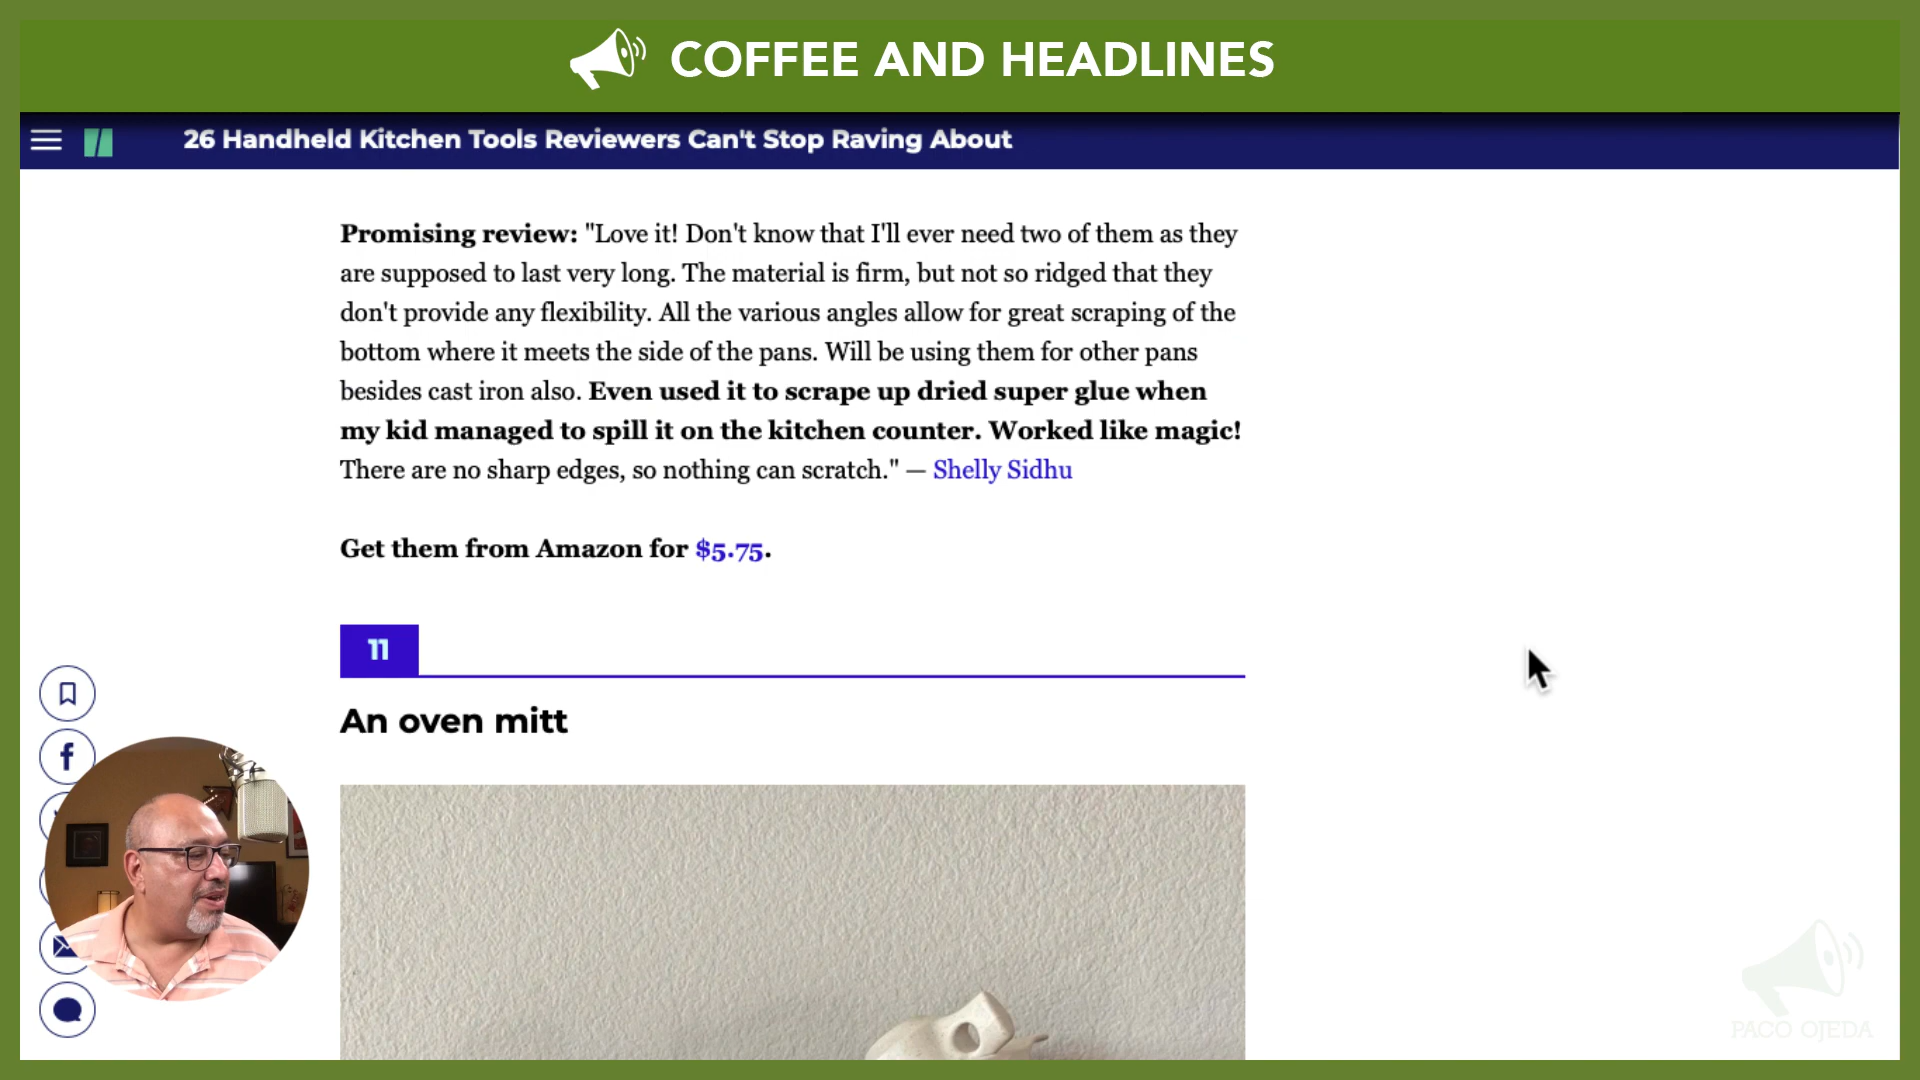 COFFEE AND HEADLINES
26 Handheld Kitchen Tools Reviewers Can't Stop Raving About
Promising review: "Love it! Don't know that I'll ever need two of them as they
are supposed to last very long. The material is firm, but not so ridged that they
don't provide any flexibility. All the various angles allow for great scraping of the
bottom where it meets the side of the pans. Will be using them for other pans
besides cast iron also. Even used it to scrape up dried super glue when
my kid managed to spill it on the kitchen counter. Worked like magic!
There are no sharp edges, so nothing can scratch." — Shelly Sidhu
Get them from Amazon for $5.75.
11
An oven mitt
PACO OJEDA